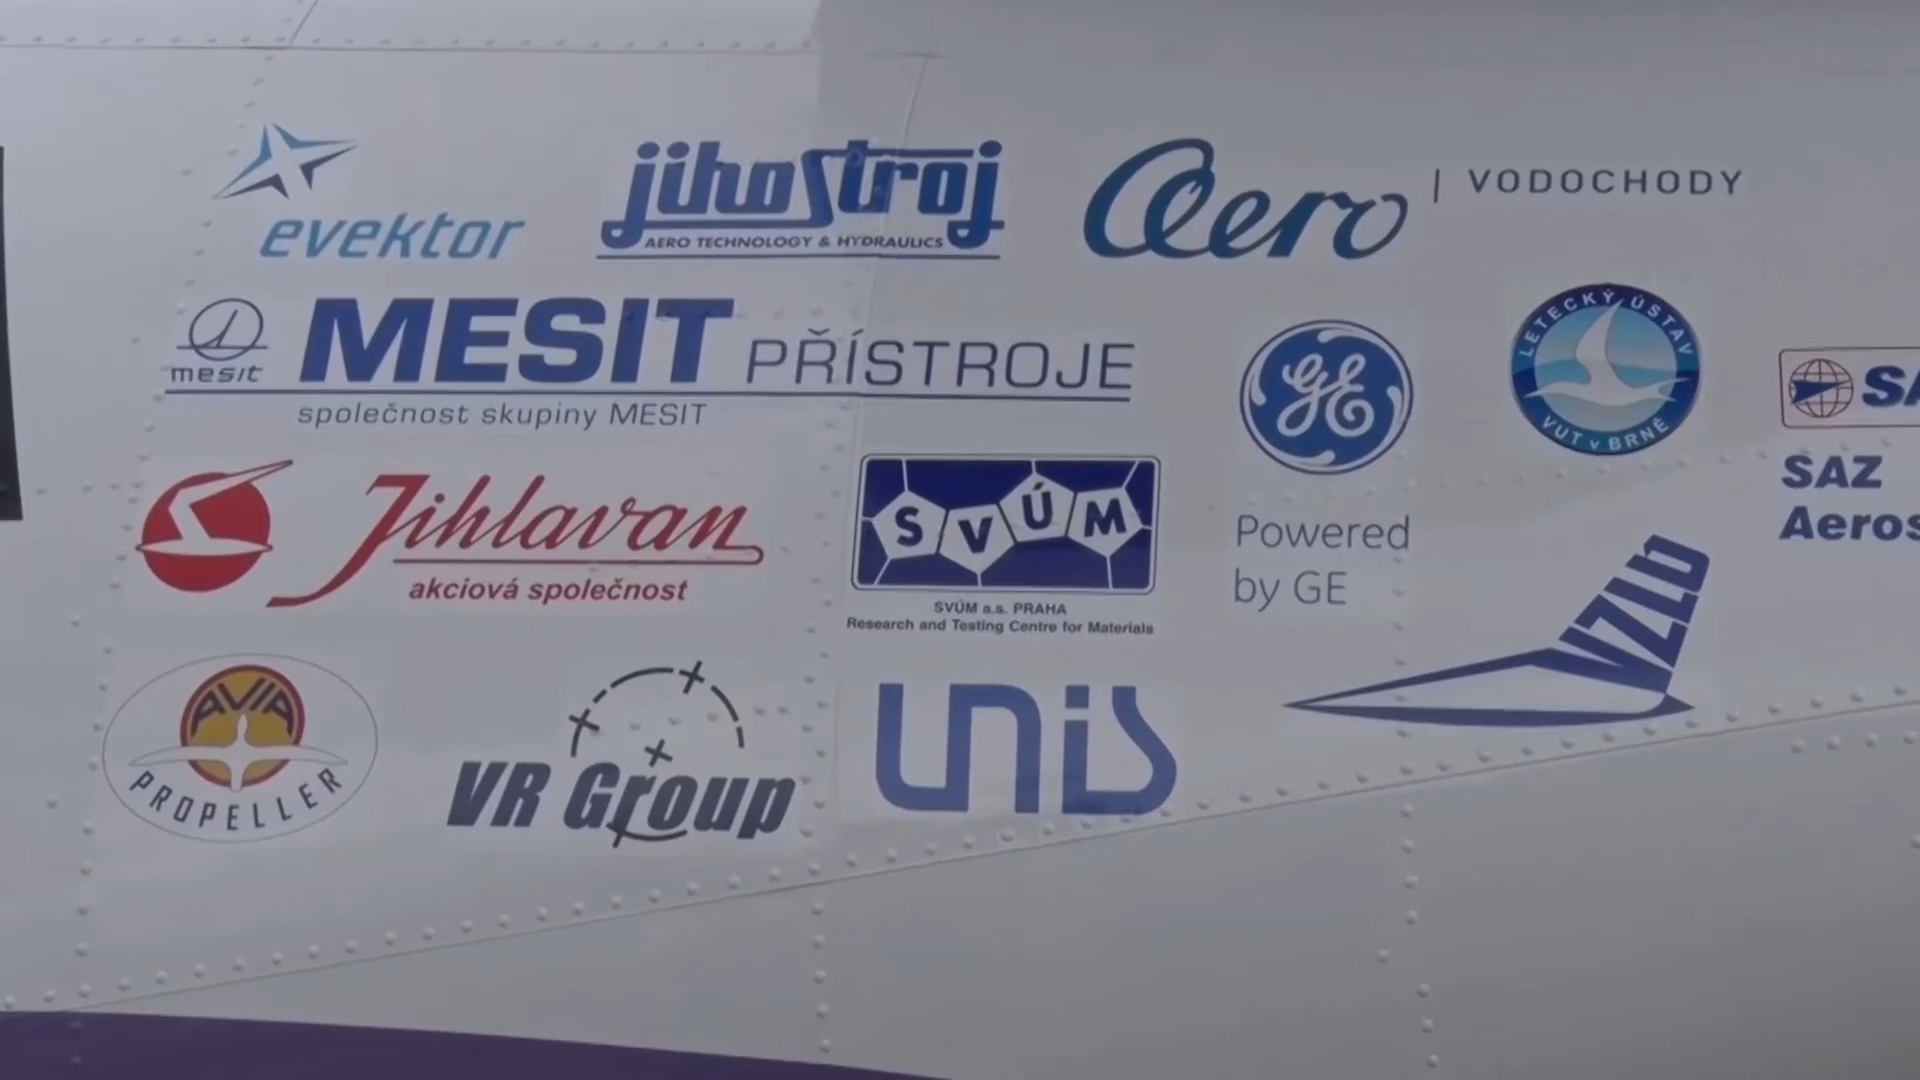 evektor
jihostroj
AERO TECHNOLOGY & HYDRAULICS
Aero | VODOCHODY
mesit
MESIT PŘÍSTROJE
společnost skupiny MESIT
GE
Powered
by GE
LETECKÝ ÚSTAV
VUT v BRNĚ
SAZ
Jihlavan
akciová společnost
SVÚM
SVÚM a.s. PRAHA
Research and Testing Centre for Materials
VZLÚ
AVIA
PROPELLER
VR Group
UNIS